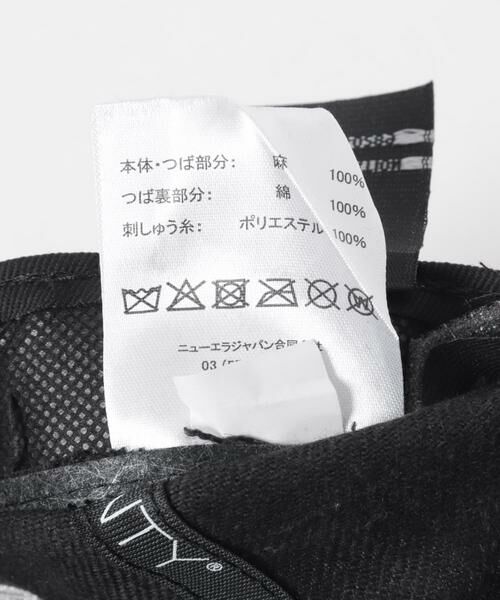 本体・つば部分: 麻 100%
つば裏部分: 綿 100%
刺しゅう糸: ポリエステル 100%
ニューエラジャパン合同
03
NTY®